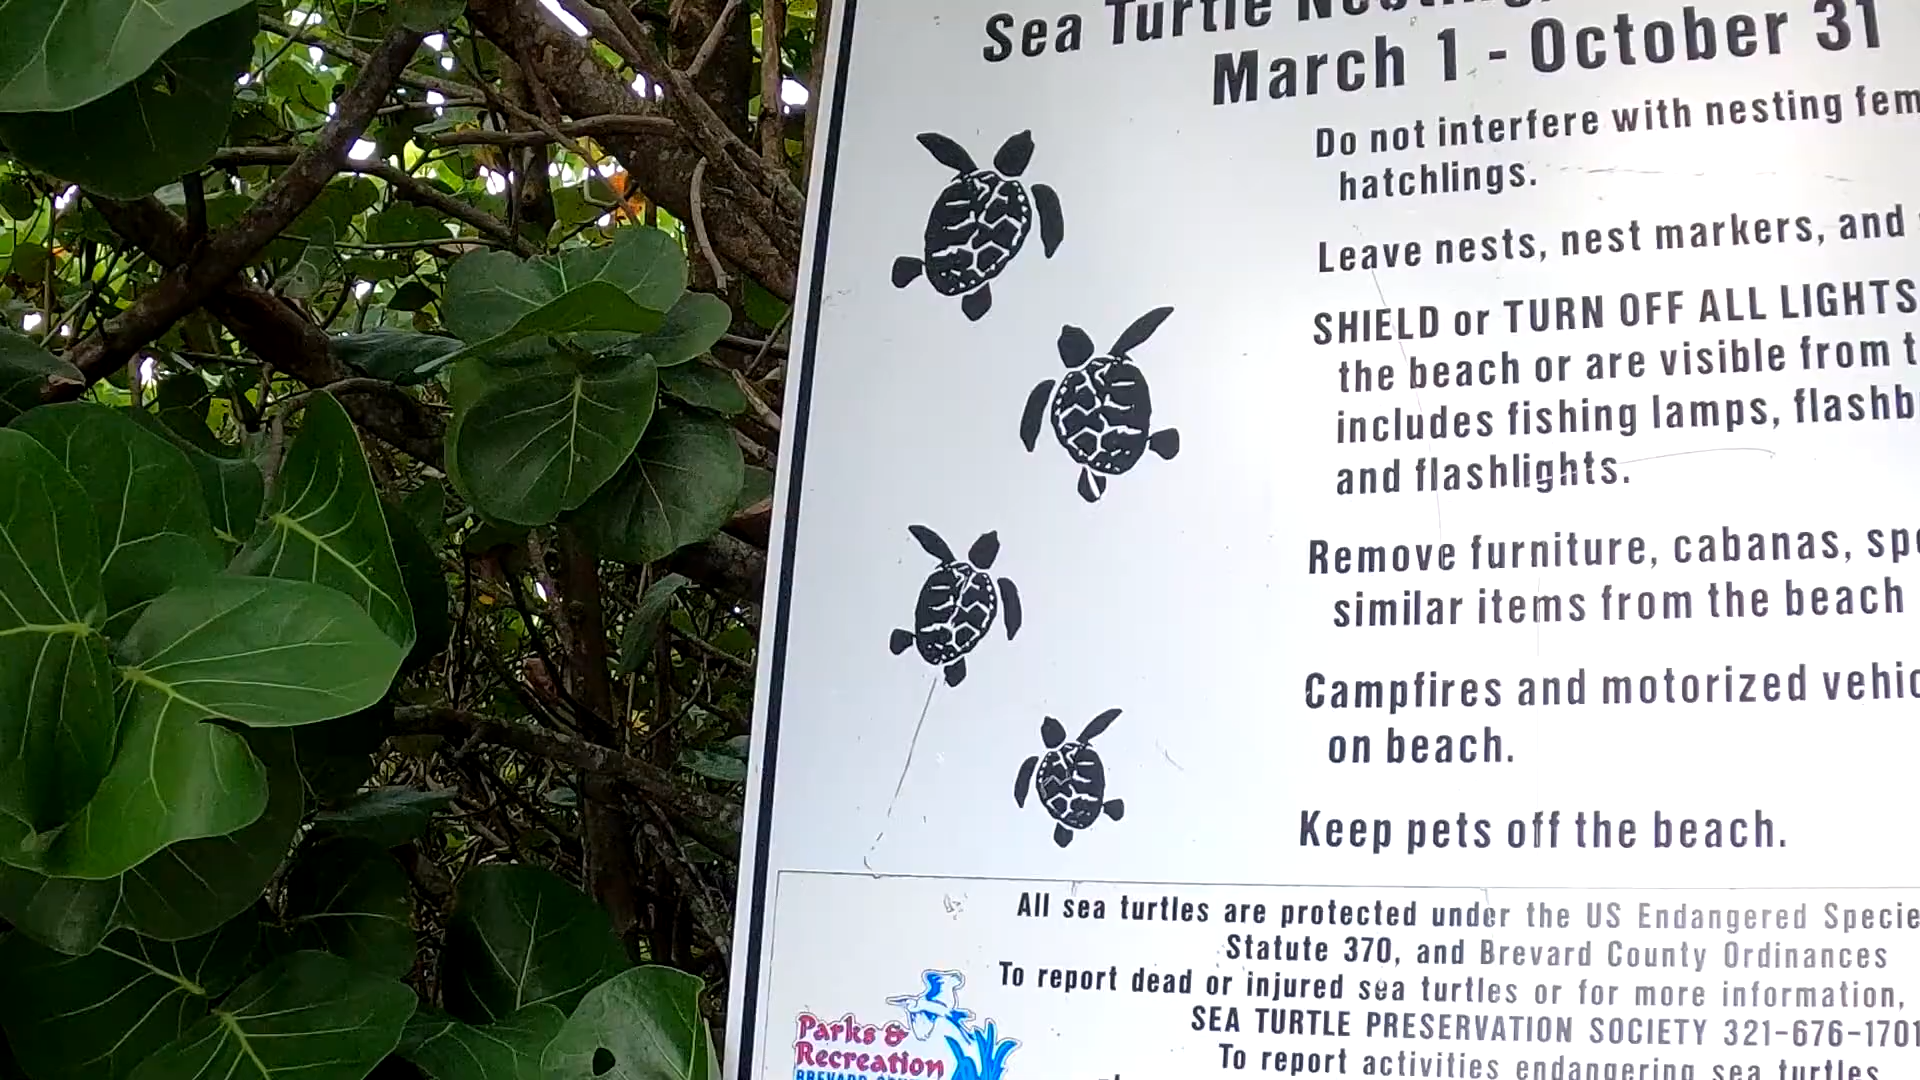 Sea Turtle Nesting
March 1 - October 31
Do not interfere with nesting fem
hatchlings.
Leave nests, nest markers, and
SHIELD or TURN OFF ALL LIGHTS
the beach or are visible from t
includes fishing lamps, flashb
and flashlights.
Remove furniture, cabanas, sp
similar items from the beach
Campfires and motorized vehic
on beach.
Keep pets off the beach.
All sea turtles are protected under the US Endangered Specie
Statute 370, and Brevard County Ordinances
To report dead or injured sea turtles or for more information,
SEA TURTLE PRESERVATION SOCIETY 321-676-1701
To report activities endangering sea turtles
Parks &
Recreation
BREVARD